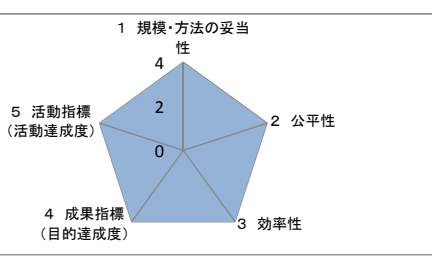 1 規模・方法の妥当
性
4
2
0
5 活動指標
（活動達成度）
2 公平性
4 成果指標
（目的達成度）
3 効率性